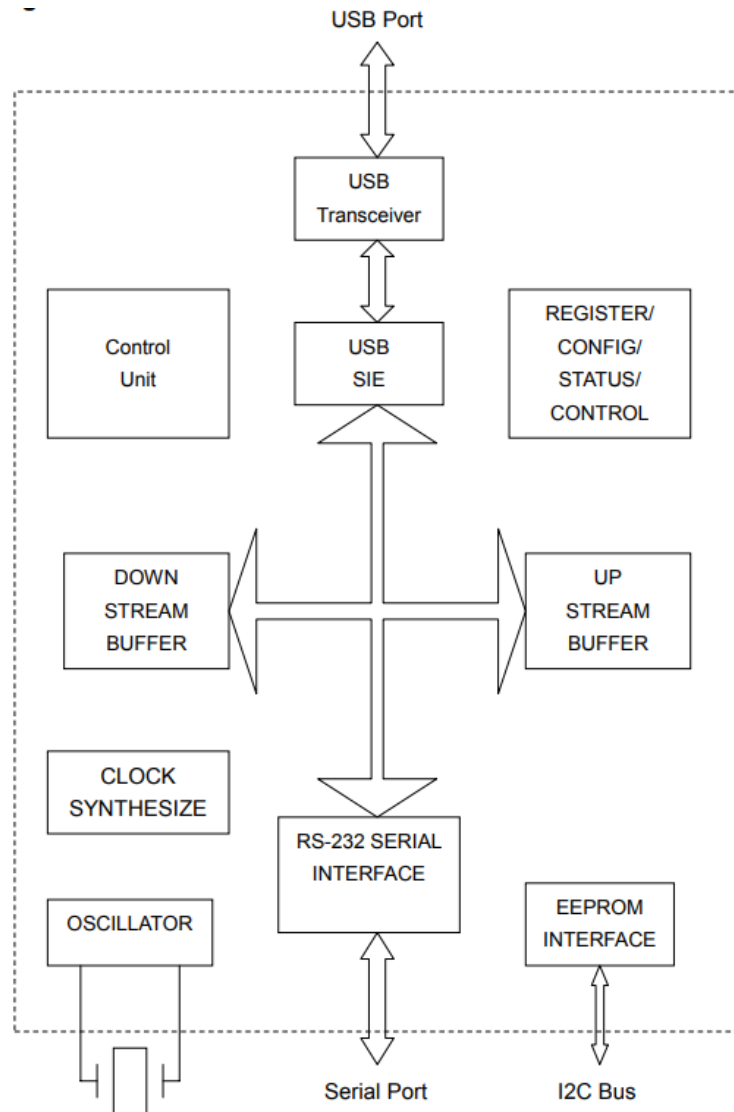 USB Port
USB
Transceiver
Control
Unit
USB
SIE
REGISTER/
CONFIG/
STATUS/
CONTROL
DOWN
STREAM
BUFFER
UP
STREAM
BUFFER
CLOCK
SYNTHESIZE
RS-232 SERIAL
INTERFACE
OSCILLATOR
EEPROM
INTERFACE
Serial Port
I2C Bus